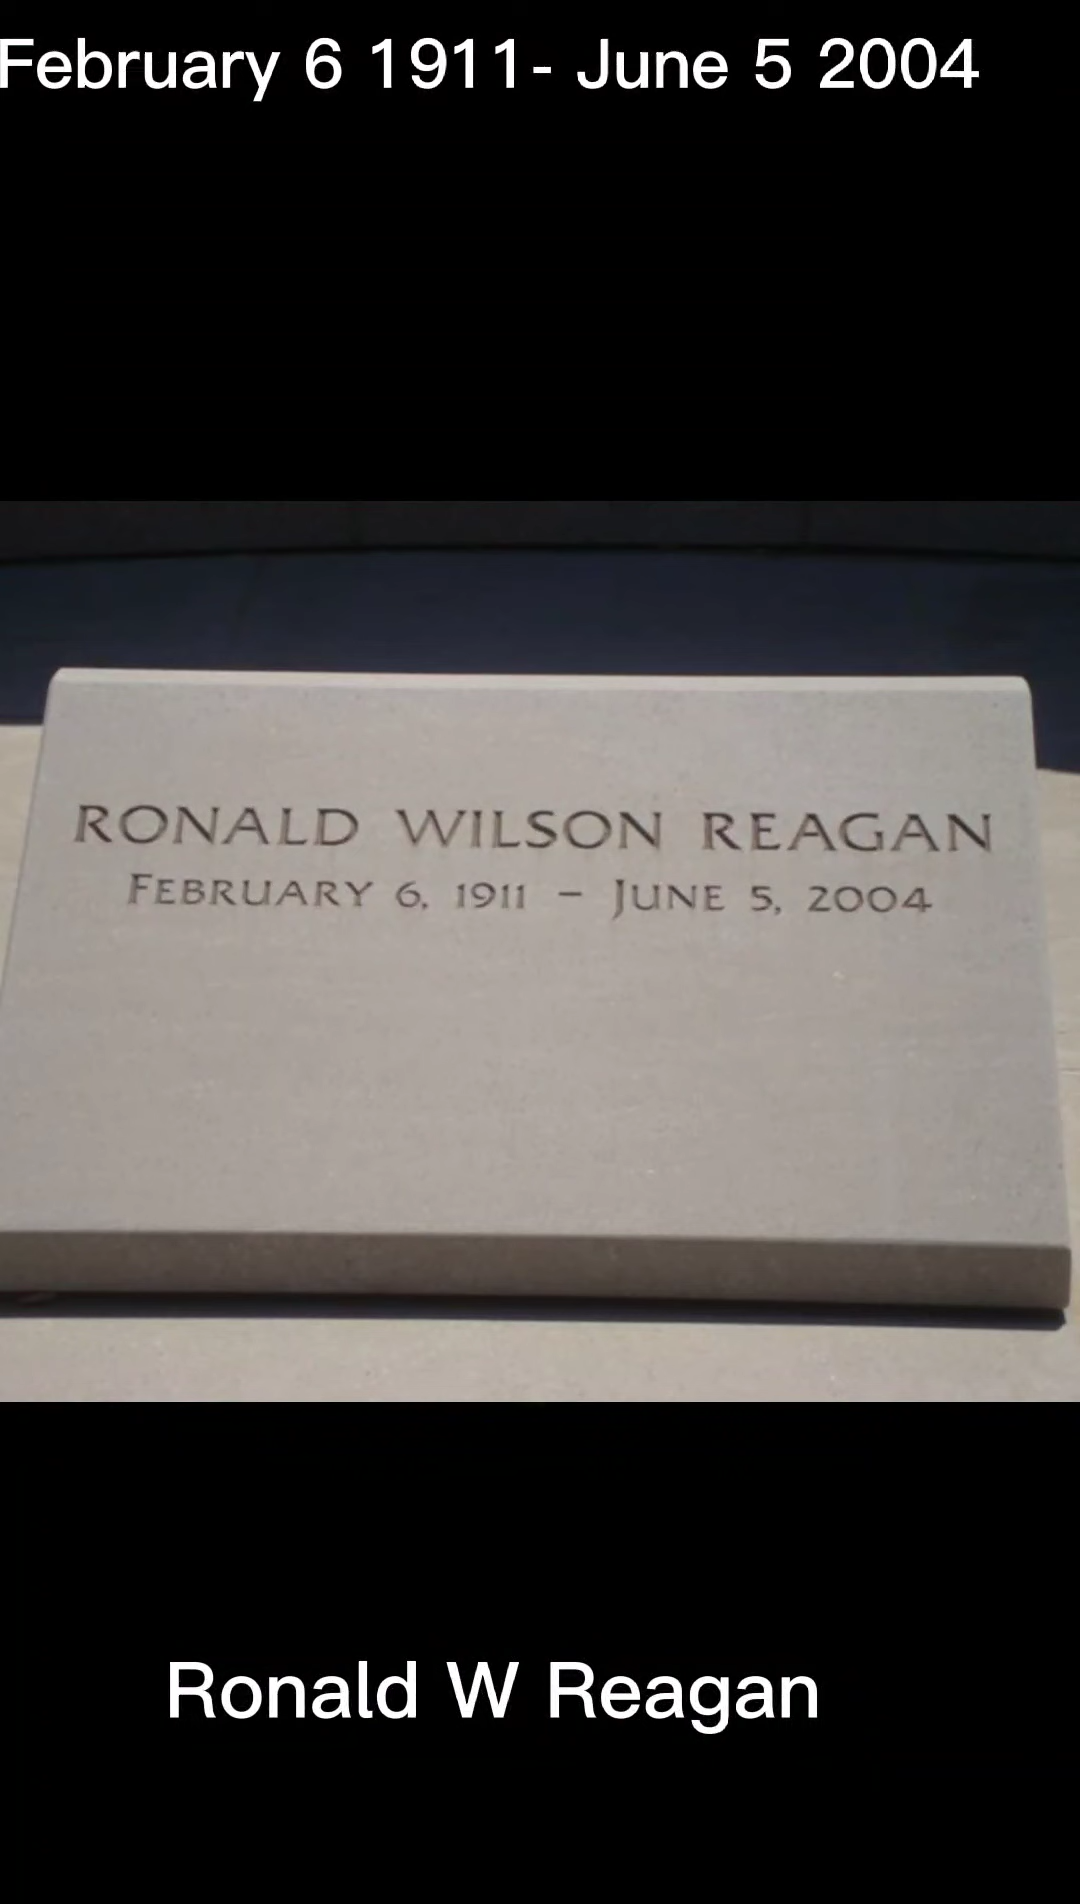 February 6 1911- June 5 2004
RONALD WILSON REAGAN
FEBRUARY 6, 1911 – JUNE 5, 2004
Ronald W Reagan